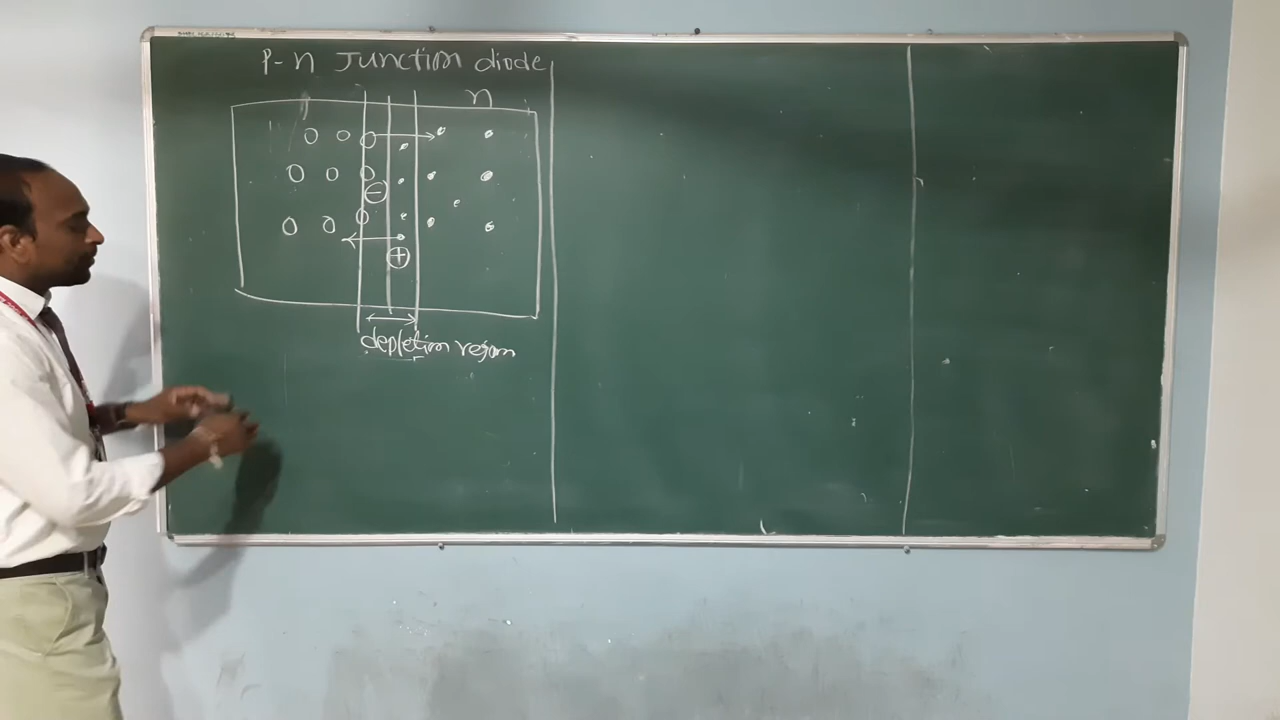 P-n Junction diode
n
−
+
depletion region